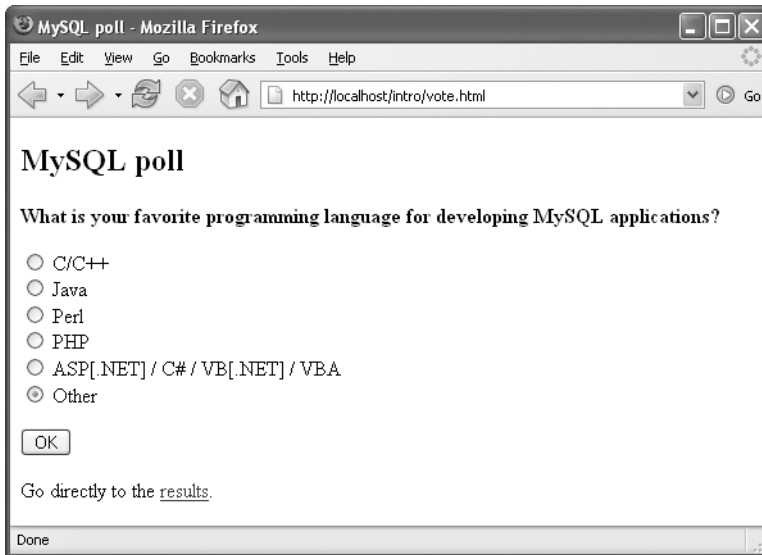 MySQL poll - Mozilla Firefox
File Edit View Go Bookmarks Tools Help
http://localhost/intro/vote.html Go
MySQL poll
What is your favorite programming language for developing MySQL applications?
C/C++
Java
Perl
PHP
ASP[.NET] / C# / VB[.NET] / VBA
Other
OK
Go directly to the results.
Done